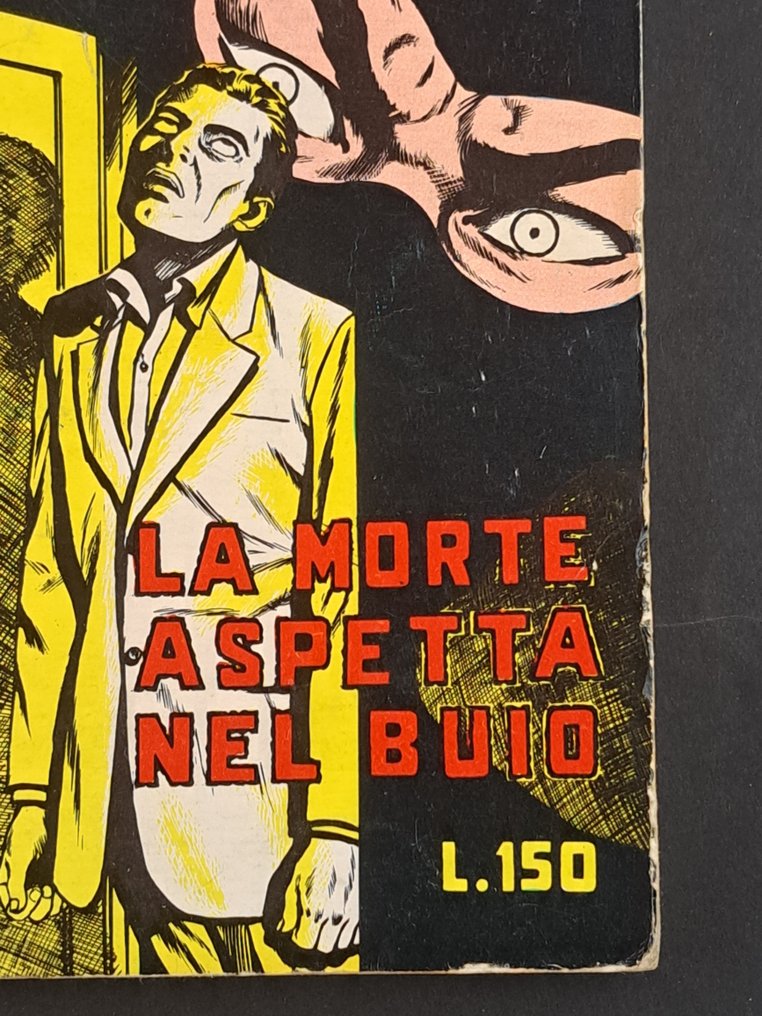 LA MORTE
ASPETTA
NEL BUIO
L.150